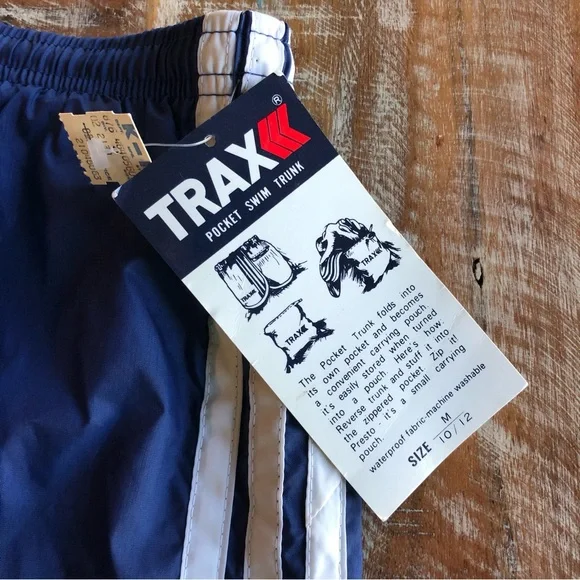 K-
TRAX®
POCKET SWIM TRUNK
TRAX
TRAX
TRAX
The Pocket Trunk folds into
its own pocket and becomes
a convenient carrying pouch.
it's easily stored when turned
into a pouch. Here's how:
Reverse trunk and stuff it into
the zippered pocket. Zip it!
Presto - it's a small carrying
pouch.
waterproof fabric-machine washable
SIZE M
10/12